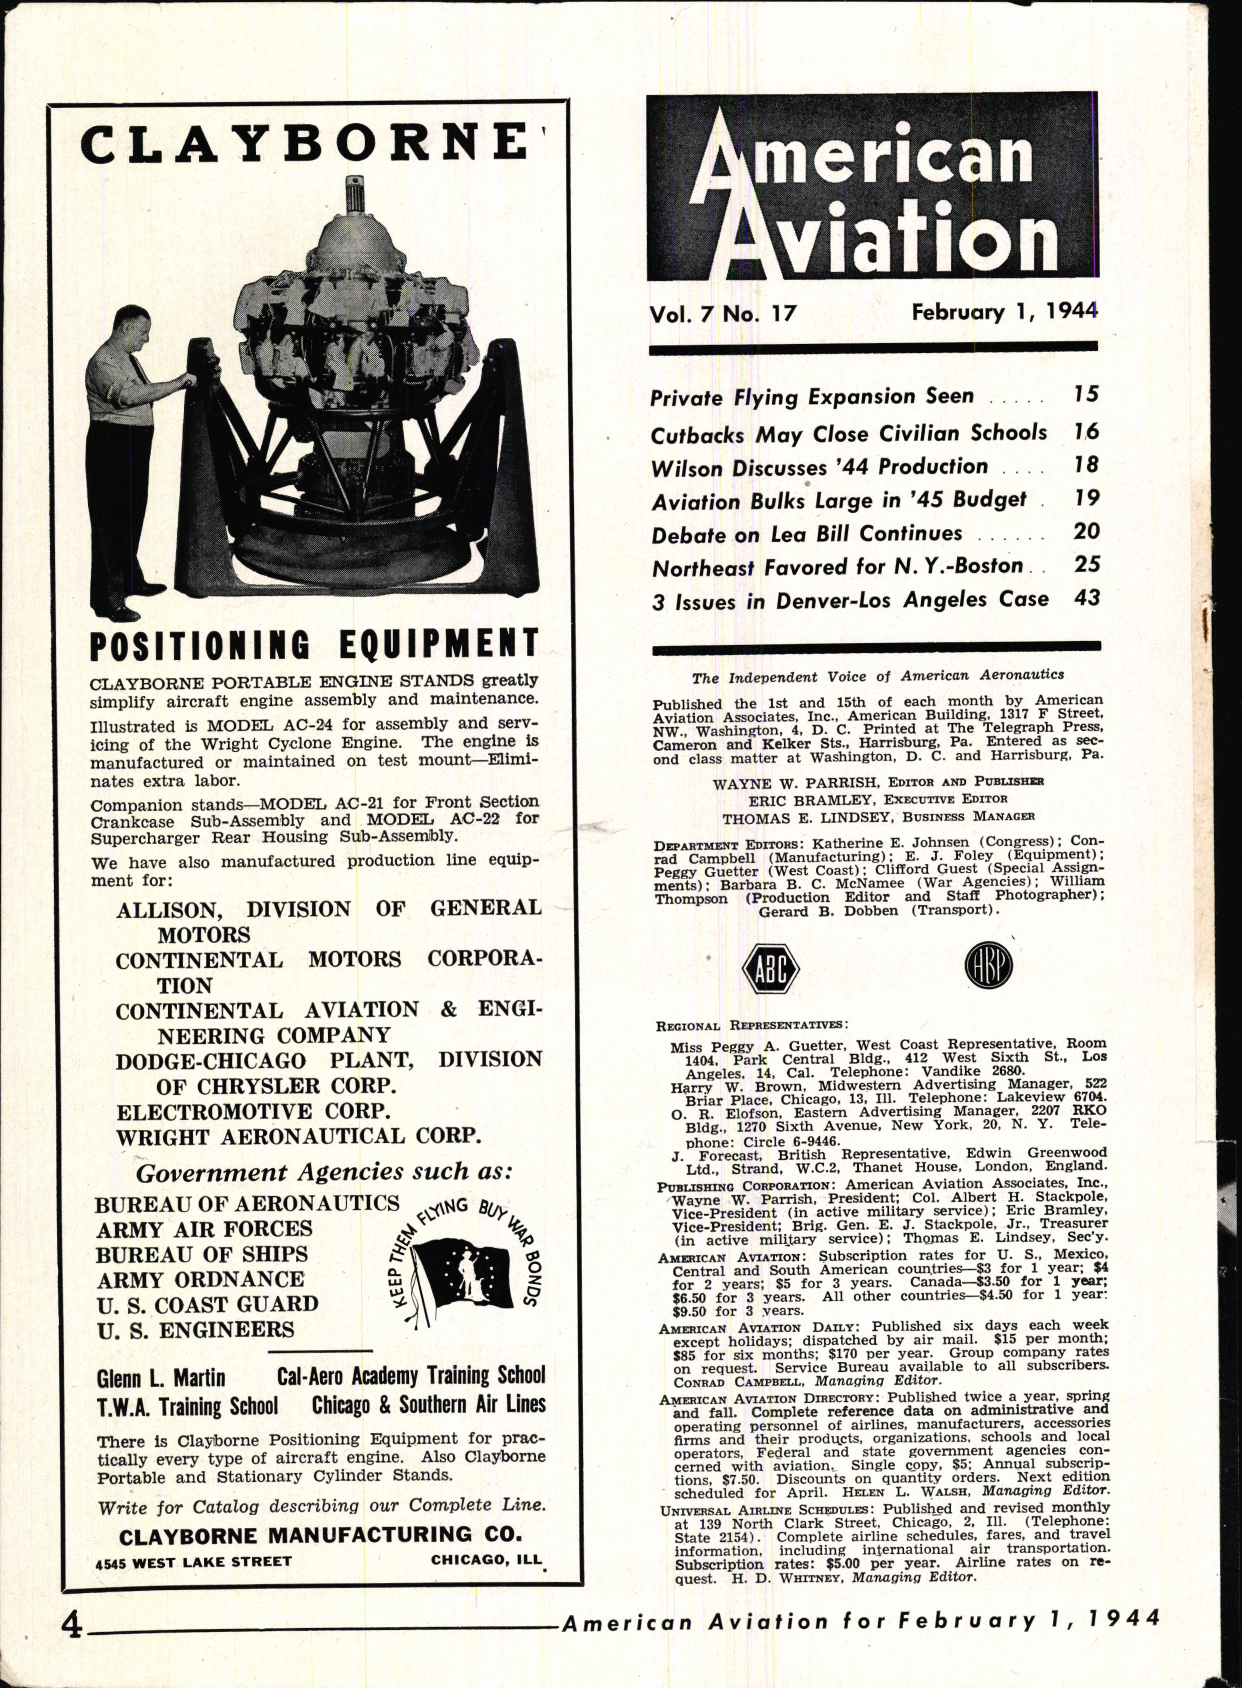 CLAYBORNE
POSITIONING EQUIPMENT
CLAYBORNE PORTABLE ENGINE STANDS greatly
simplify aircraft engine assembly and maintenance.
Illustrated is MODEL AC-24 for assembly and serv-
icing of the Wright Cyclone Engine. The engine is
manufactured or maintained on test mount—Elimi-
nates extra labor.
Companion stands—MODEL AC-21 for Front Section
Crankcase Sub-Assembly and MODEL AC-22 for
Supercharger Rear Housing Sub-Assembly.
We have also manufactured production line equip-
ment for:
ALLISON, DIVISION OF GENERAL
MOTORS
CONTINENTAL MOTORS CORPORA-
TION
CONTINENTAL AVIATION & ENGI-
NEERING COMPANY
DODGE-CHICAGO PLANT, DIVISION
OF CHRYSLER CORP.
ELECTROMOTIVE CORP.
WRIGHT AERONAUTICAL CORP.
Government Agencies such as:
BUREAU OF AERONAUTICS
ARMY AIR FORCES
BUREAU OF SHIPS
ARMY ORDNANCE
U. S. COAST GUARD
U. S. ENGINEERS
KEEP THEM FLYING BUY WAR BONDS
Glenn L. Martin Cal-Aero Academy Training School
T.W.A. Training School Chicago & Southern Air Lines
There is Clayborne Positioning Equipment for prac-
tically every type of aircraft engine. Also Clayborne
Portable and Stationary Cylinder Stands.
Write for Catalog describing our Complete Line.
CLAYBORNE MANUFACTURING CO.
4545 WEST LAKE STREET CHICAGO, ILL.
American
Aviation
Vol. 7 No. 17 February 1, 1944
Private Flying Expansion Seen ..... 15
Cutbacks May Close Civilian Schools 16
Wilson Discusses '44 Production .... 18
Aviation Bulks Large in '45 Budget . 19
Debate on Lea Bill Continues ...... 20
Northeast Favored for N. Y.-Boston .. 25
3 Issues in Denver-Los Angeles Case 43
The Independent Voice of American Aeronautics
Published the 1st and 15th of each month by American
Aviation Associates, Inc., American Building, 1317 F Street,
NW., Washington, 4, D. C. Printed at The Telegraph Press,
Cameron and Kelker Sts., Harrisburg, Pa. Entered as sec-
ond class matter at Washington, D. C. and Harrisburg, Pa.
WAYNE W. PARRISH, EDITOR AND PUBLISHER
ERIC BRAMLEY, EXECUTIVE EDITOR
THOMAS E. LINDSEY, BUSINESS MANAGER
DEPARTMENT EDITORS: Katherine E. Johnsen (Congress); Con-
rad Campbell (Manufacturing); E. J. Foley (Equipment);
Peggy Guetter (West Coast); Clifford Guest (Special Assign-
ments); Barbara B. C. McNamee (War Agencies); William
Thompson (Production Editor and Staff Photographer);
Gerard B. Dobben (Transport).
ABC ABP
REGIONAL REPRESENTATIVES:
Miss Peggy A. Guetter, West Coast Representative, Room
1404, Park Central Bldg., 412 West Sixth St., Los
Angeles, 14, Cal. Telephone: Vandike 2680.
Harry W. Brown, Midwestern Advertising Manager, 522
Briar Place, Chicago, 13, Ill. Telephone: Lakeview 6704.
O. R. Elofson, Eastern Advertising Manager, 2207 RKO
Bldg., 1270 Sixth Avenue, New York, 20, N. Y. Tele-
phone: Circle 6-9446.
J. Forecast, British Representative, Edwin Greenwood
Ltd., Strand, W.C.2, Thanet House, London, England.
PUBLISHING CORPORATION: American Aviation Associates, Inc.,
Wayne W. Parrish, President; Col. Albert H. Stackpole,
Vice-President (in active military service); Eric Bramley,
Vice-President; Brig. Gen. E. J. Stackpole, Jr., Treasurer
(in active military service); Thomas E. Lindsey, Sec'y.
AMERICAN AVIATION: Subscription rates for U. S., Mexico,
Central and South American countries—$3 for 1 year; $4
for 2 years; $5 for 3 years. Canada—$3.50 for 1 year;
$6.50 for 3 years. All other countries—$4.50 for 1 year:
$9.50 for 3 years.
AMERICAN AVIATION DAILY: Published six days each week
except holidays; dispatched by air mail. $15 per month;
$85 for six months; $170 per year. Group company rates
on request. Service Bureau available to all subscribers.
CONRAD CAMPBELL, Managing Editor.
AMERICAN AVIATION DIRECTORY: Published twice a year, spring
and fall. Complete reference data on administrative and
operating personnel of airlines, manufacturers, accessories
firms and their products, organizations, schools and local
operators, Federal and state government agencies con-
cerned with aviation. Single copy, $5; Annual subscrip-
tions, $7.50. Discounts on quantity orders. Next edition
scheduled for April. HELEN L. WALSH, Managing Editor.
UNIVERSAL AIRLINE SCHEDULES: Published and revised monthly
at 139 North Clark Street, Chicago, 2, Ill. (Telephone:
State 2154). Complete airline schedules, fares, and travel
information, including international air transportation.
Subscription rates: $5.00 per year. Airline rates on re-
quest. H. D. WHITNEY, Managing Editor.
4 American Aviation for February 1, 1944